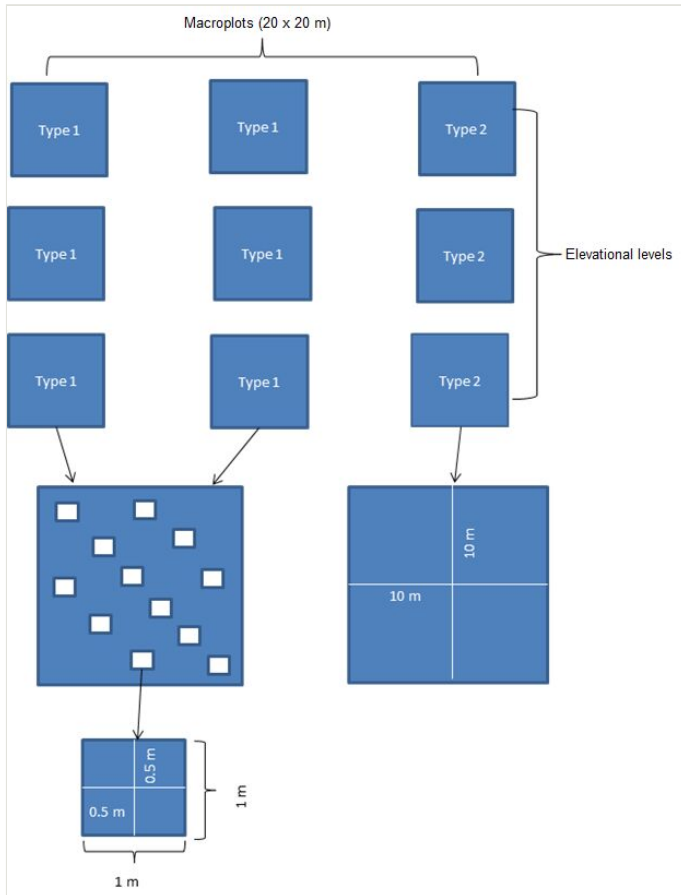 Macroplots (20 x 20 m)
Type 1
Type 1
Type 2
Type 1
Type 1
Type 2
Elevational levels
Type 1
Type 1
Type 2
10 m
10 m
0.5 m
0.5 m
1 m
1 m